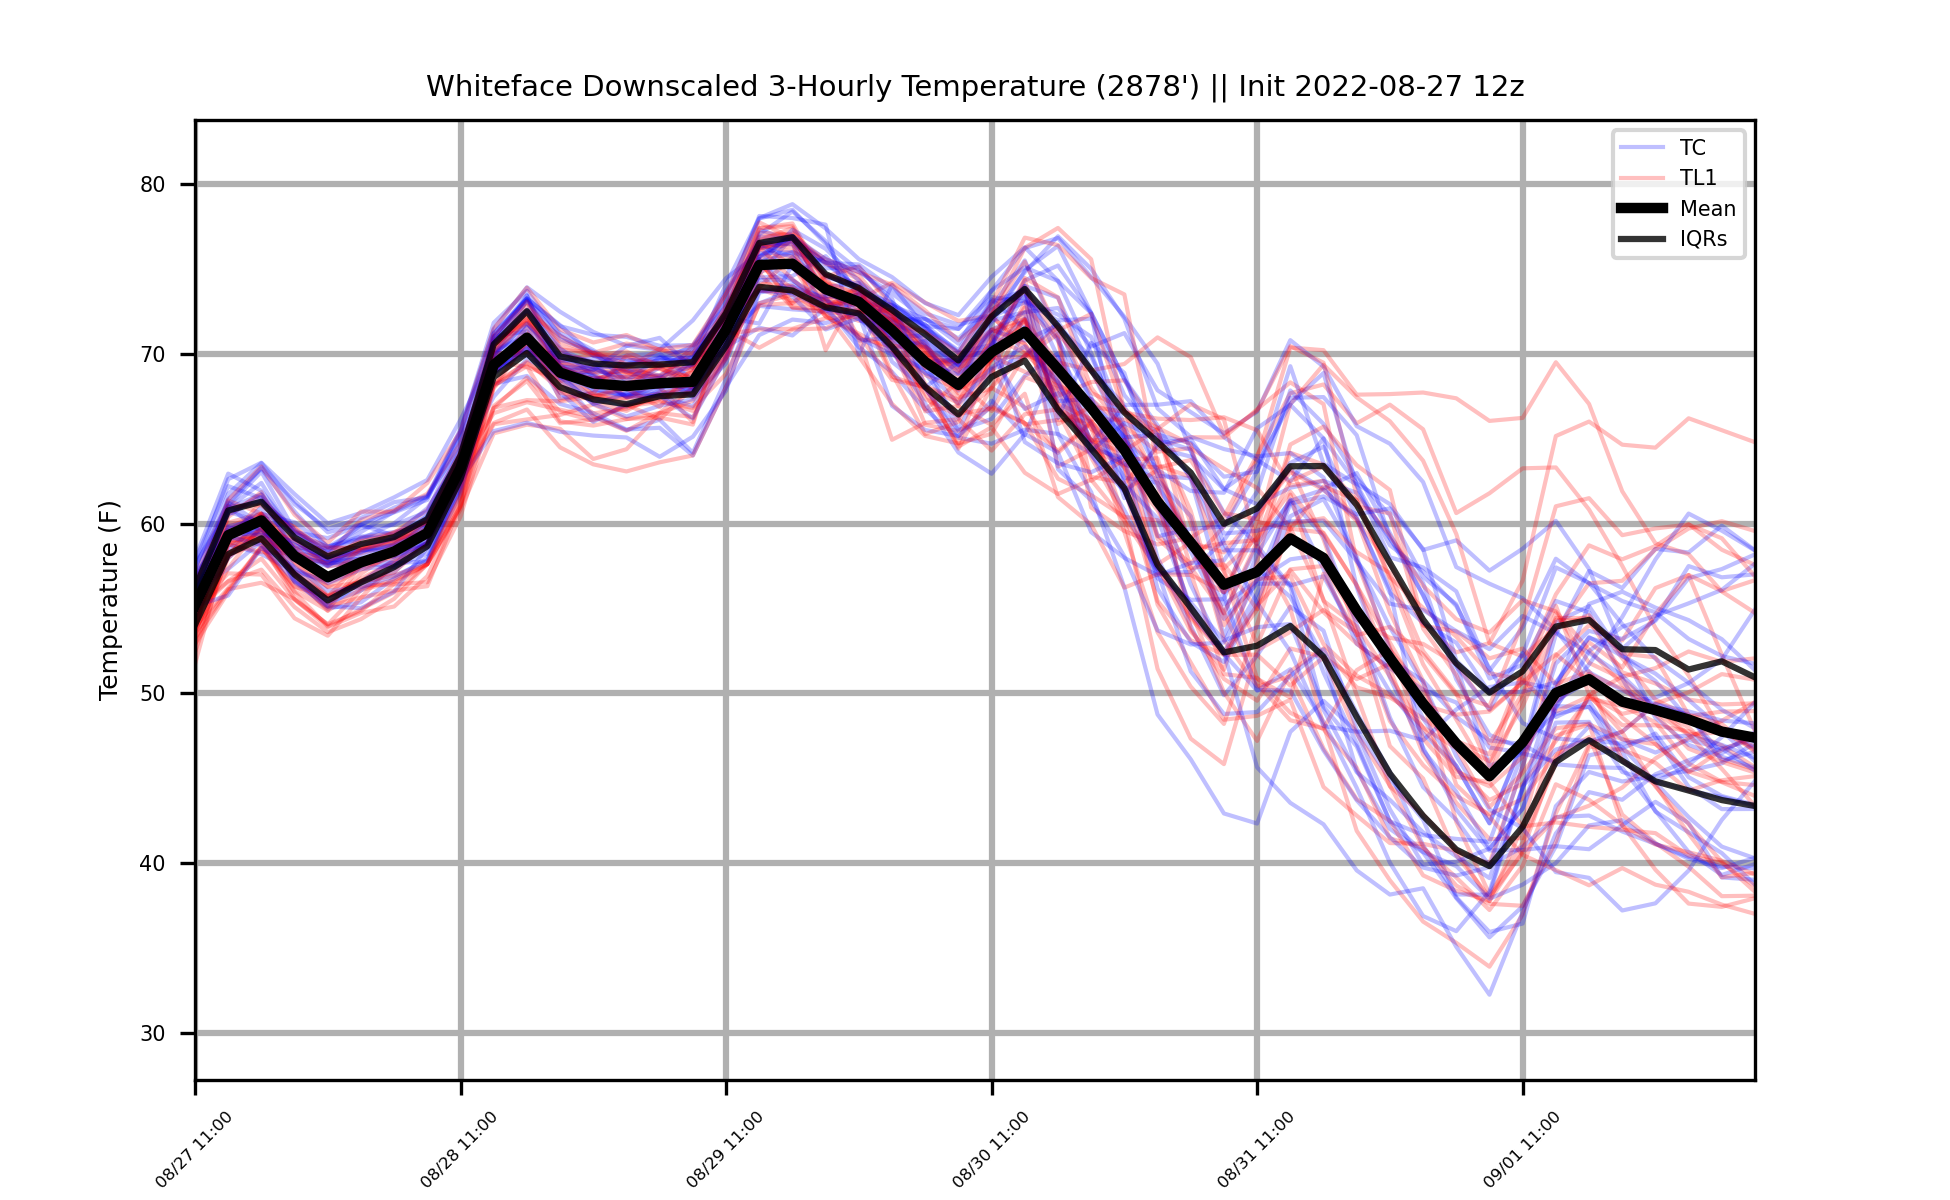 Whiteface Downscaled 3-Hourly Temperature (2878') || Init 2022-08-27 12z
TC
TL1
Mean
IQRs
Temperature (F)
80
70
60
50
40
30
08/27 11:00
08/28 11:00
08/29 11:00
08/30 11:00
08/31 11:00
09/01 11:00